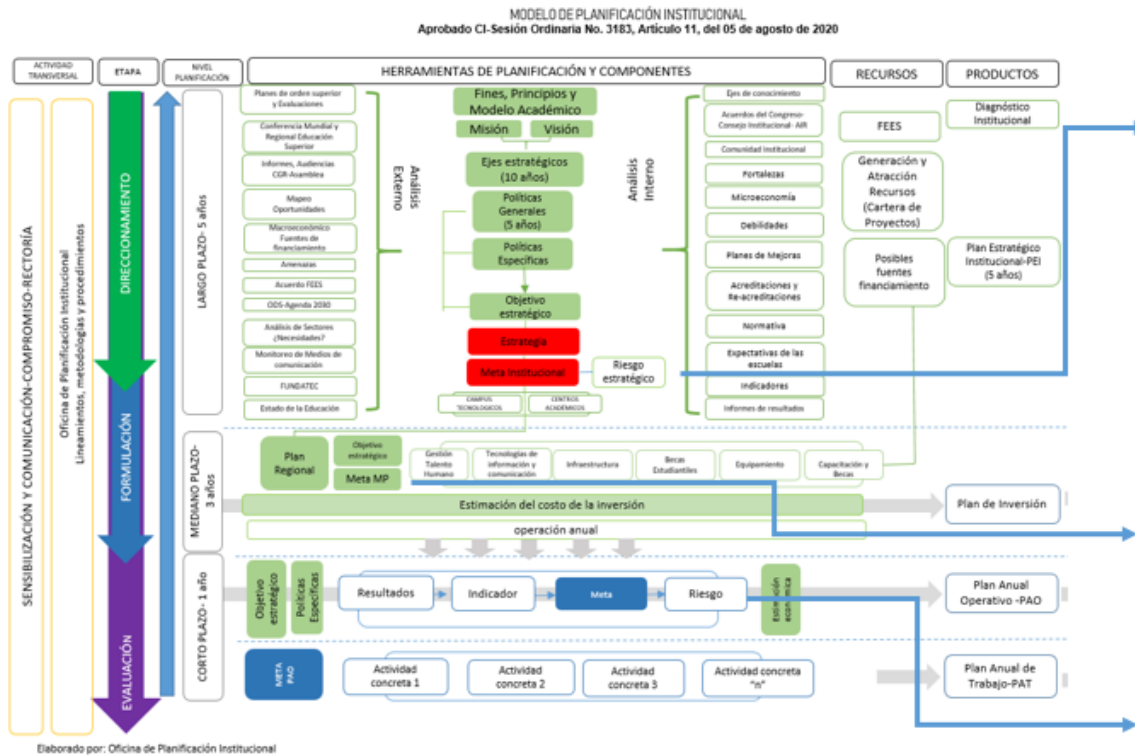 MODELO DE PLANIFICACIÓN INSTITUCIONAL
Aprobado CI-Sesión Ordinaria No. 3183, Artículo 11, del 05 de agosto de 2020
ACTIVIDAD
TRANSVERSAL
ETAPA
NIVEL
PLANIFICACIÓN
HERRAMIENTAS DE PLANIFICACIÓN Y COMPONENTES
RECURSOS
PRODUCTOS
SENSIBILIZACIÓN Y COMUNICACIÓN-COMPROMISO-RECTORÍA
Oficina de Planificación Institucional
Lineamientos, metodologías y procedimientos
DIRECCIONAMIENTO
FORMULACIÓN
EVALUACIÓN
LARGO PLAZO- 5 años
MEDIANO PLAZO-
3 años
CORTO PLAZO- 1 año
Planes de orden superior
y Evaluaciones
Conferencia Mundial y
Regional Educación
Superior
Informes, Audiencias
CGR-Asamblea
Mapeo
Oportunidades
Macroeconómico
Fuentes de
financiamiento
Amenazas
Acuerdo FEES
ODS-Agenda 2030
Análisis de Sectores
¿Necesidades?
Monitoreo de Medios de
comunicación
FUNDATEC
Estado de la Educación
Análisis
Externo
Fines, Principios y
Modelo Académico
Misión
Visión
Ejes estratégicos
(10 años)
Políticas
Generales
(5 años)
Políticas
Específicas
Objetivo
estratégico
Estrategia
Meta Institucional
Riesgo
estratégico
CAMPUS
TECNOLOGICOS
CENTROS
ACADÉMICOS
Análisis
Interno
Ejes de conocimiento
Acuerdos del Congreso-
Consejo Institucional- AIR
Comunidad Institucional
Fortalezas
Microeconomía
Debilidades
Planes de Mejoras
Acreditaciones y
Re-acreditaciones
Normativa
Expectativas de las
escuelas
Indicadores
Informes de resultados
FEES
Generación y
Atracción
Recursos
(Cartera de
Proyectos)
Posibles
fuentes
financiamiento
Diagnóstico
Institucional
Plan Estratégico
Institucional-PEI
(5 años)
Plan
Regional
Objetivo
estratégico
Meta MP
Gestión
Talento
Humano
Tecnologías de
información y
comunicación
Infraestructura
Becas
Estudiantiles
Equipamiento
Capacitación y
Becas
Estimación del costo de la inversión
Plan de Inversión
operación anual
Objetivo
estratégico
Políticas
Específicas
Resultados
Indicador
Meta
Riesgo
Estimación
económica
Plan Anual
Operativo -PAO
META
PAO
Actividad
concreta 1
Actividad
concreta 2
Actividad
concreta 3
Actividad concreta
"n"
Plan Anual de
Trabajo-PAT
Elaborado por: Oficina de Planificación Institucional